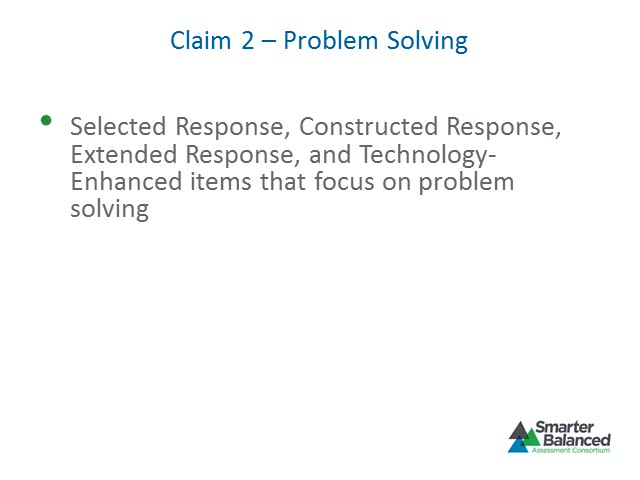 Claim 2 – Problem Solving
Selected Response, Constructed Response,
Extended Response, and Technology-
Enhanced items that focus on problem
solving
Smarter
Balanced
Assessment Consortium